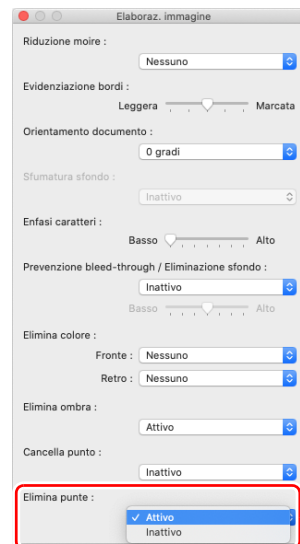 Elaboraz. immagine
Riduzione moire :
Nessuno
Evidenziazione bordi :
Leggera Marcata
Orientamento documento :
0 gradi
Sfumatura sfondo :
Inattivo
Enfasi caratteri :
Basso Alto
Prevenzione bleed-through / Eliminazione sfondo :
Inattivo
Basso Alto
Elimina colore :
Fronte : Nessuno
Retro : Nessuno
Elimina ombra :
Attivo
Cancella punto :
Inattivo
Elimina punte :
✓ Attivo
Inattivo